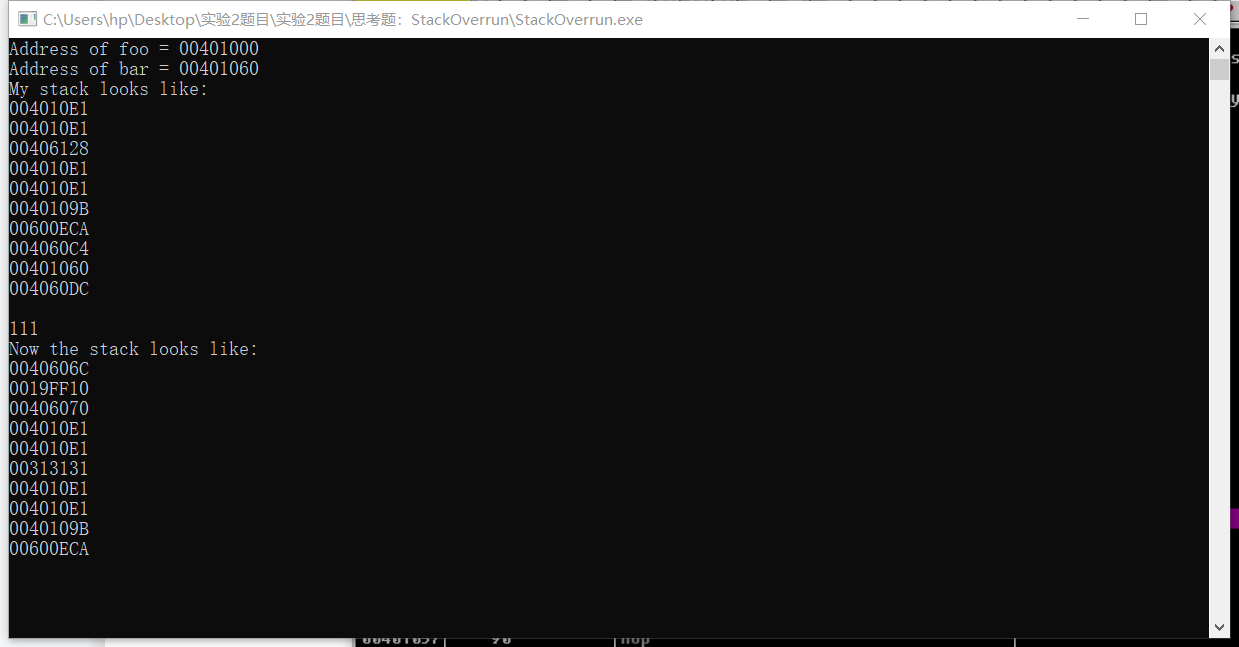 C:\Users\hp\Desktop\实验2题目\实验2题目\思考题：StackOverrun\StackOverrun.exe
Address of foo = 00401000
Address of bar = 00401060
My stack looks like:
004010E1
004010E1
00406128
004010E1
004010E1
0040109B
00600ECA
004060C4
00401060
004060DC
111
Now the stack looks like:
0040606C
0019FF10
00406070
004010E1
004010E1
00313131
004010E1
004010E1
0040109B
00600ECA